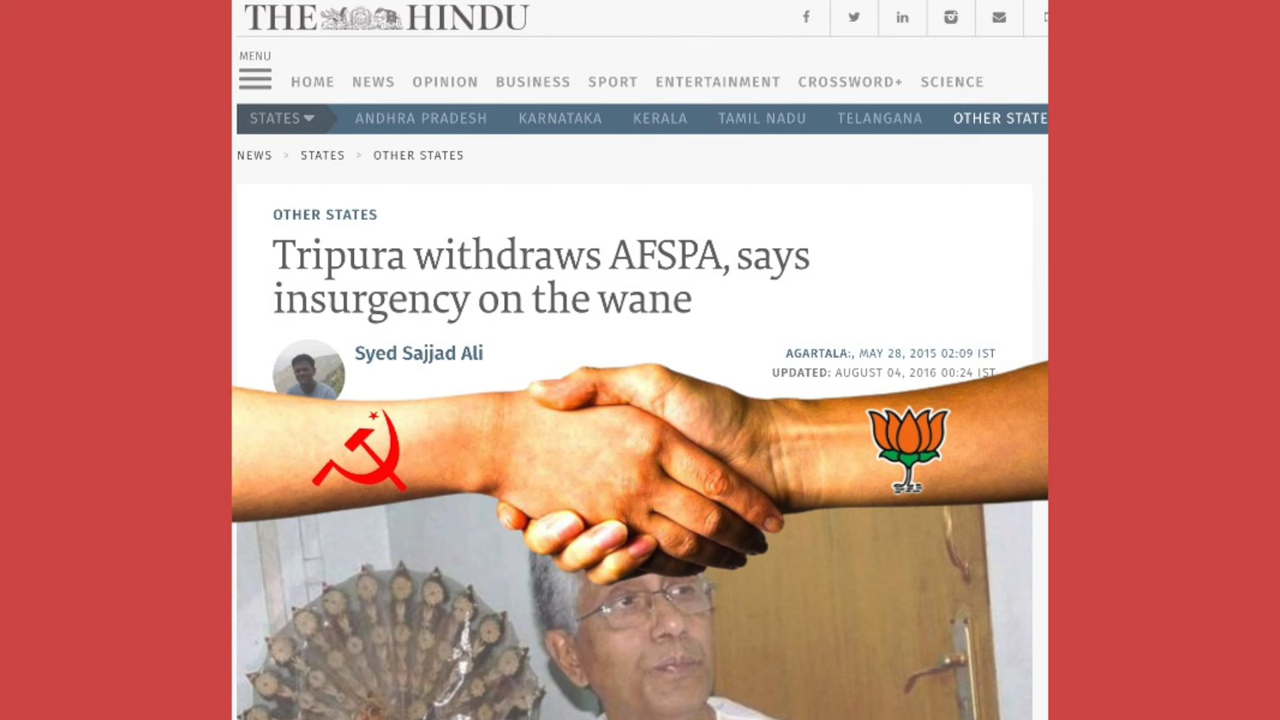 THE HINDU
MENU
HOME NEWS OPINION BUSINESS SPORT ENTERTAINMENT CROSSWORD+ SCIENCE
STATES ANDHRA PRADESH KARNATAKA KERALA TAMIL NADU TELANGANA OTHER STATE
NEWS > STATES > OTHER STATES
OTHER STATES
Tripura withdraws AFSPA, says
insurgency on the wane
Syed Sajjad Ali
AGARTALA:, MAY 28, 2015 02:09 IST
UPDATED: AUGUST 04, 2016 00:24 IST